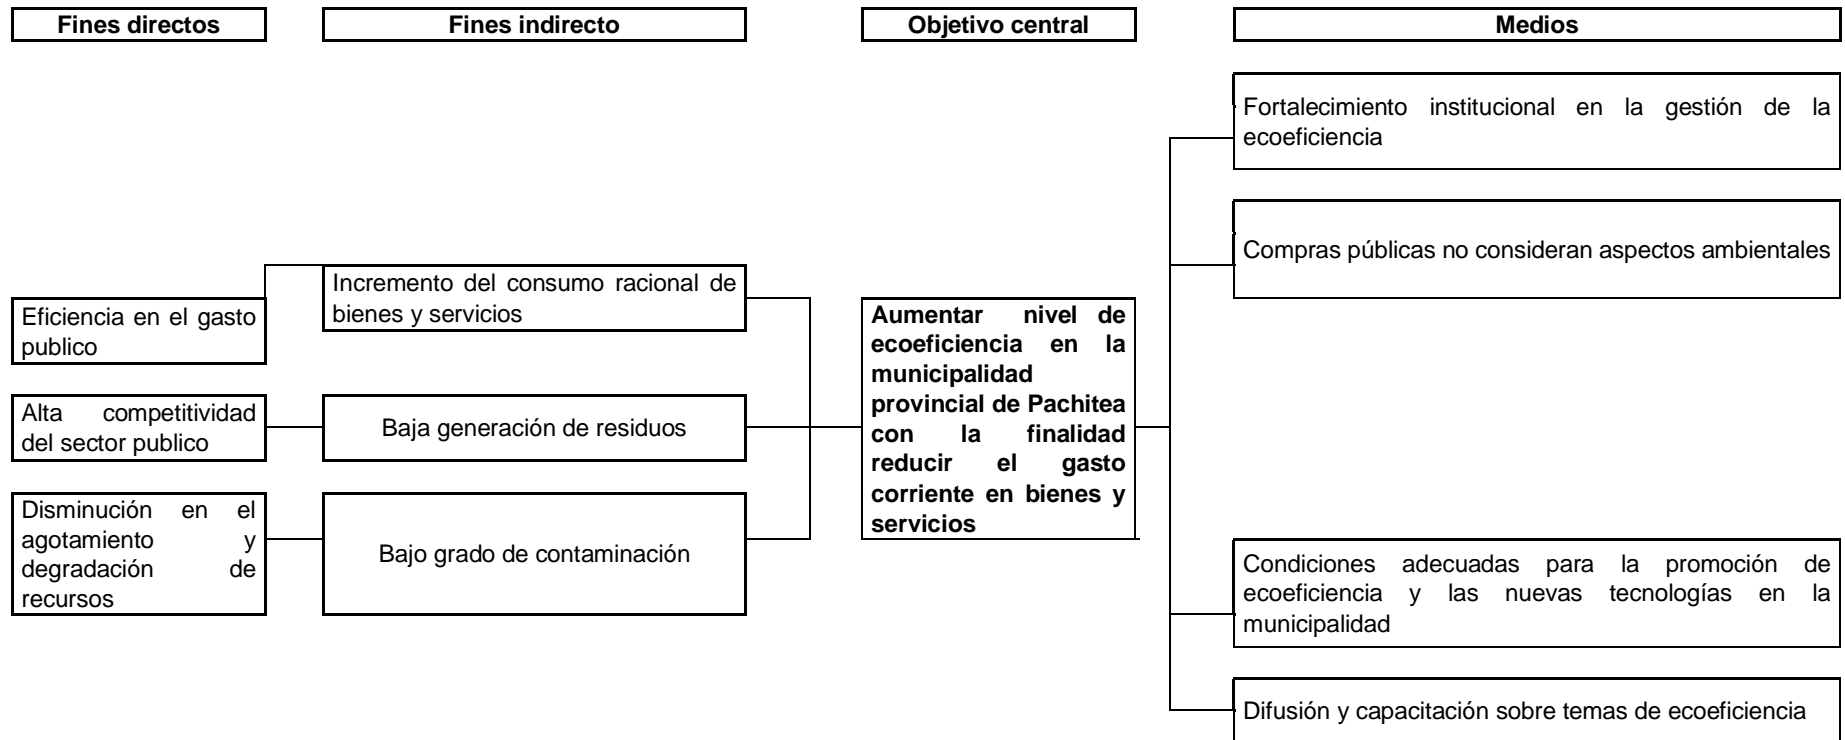 Fines directos
Fines indirecto
Objetivo central
Medios
Eficiencia en el gasto
publico
Alta competitividad
del sector publico
Disminución en el
agotamiento y
degradación de
recursos
Incremento del consumo racional de
bienes y servicios
Baja generación de residuos
Bajo grado de contaminación
Aumentar nivel de
ecoeficiencia en la
municipalidad
provincial de Pachitea
con la finalidad
reducir el gasto
corriente en bienes y
servicios
Fortalecimiento institucional en la gestión de la
ecoeficiencia
Compras públicas no consideran aspectos ambientales
Condiciones adecuadas para la promoción de
ecoeficiencia y las nuevas tecnologías en la
municipalidad
Difusión y capacitación sobre temas de ecoeficiencia